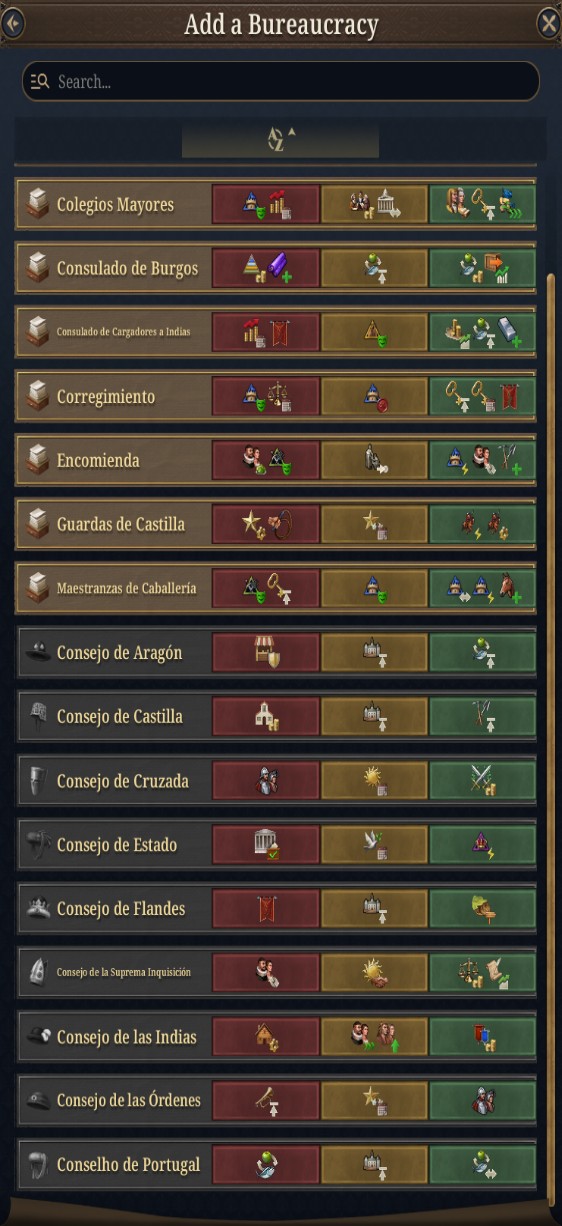 Add a Bureaucracy
Search...
AZ
Colegios Mayores
Consulado de Burgos
Consulado de Cargadores a Indias
Corregimiento
Encomienda
Guardas de Castilla
Maestranzas de Caballería
Consejo de Aragón
Consejo de Castilla
Consejo de Cruzada
Consejo de Estado
Consejo de Flandes
Consejo de la Suprema Inquisición
Consejo de las Indias
Consejo de las Órdenes
Conselho de Portugal